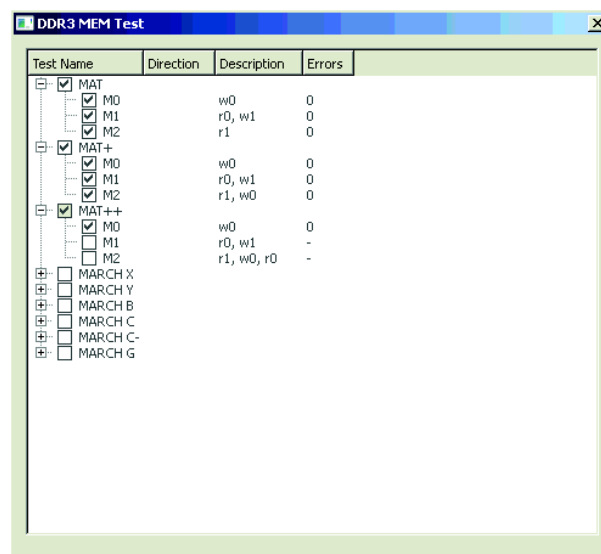 DDR3 MEM Test
Test Name Direction Description Errors
MAT
M0 w0 0
M1 r0, w1 0
M2 r1 0
MAT+
M0 w0 0
M1 r0, w1 0
M2 r1, w0 0
MAT++
M0 w0 0
M1 r0, w1 -
M2 r1, w0, r0 -
MARCH X
MARCH Y
MARCH B
MARCH C
MARCH C-
MARCH G